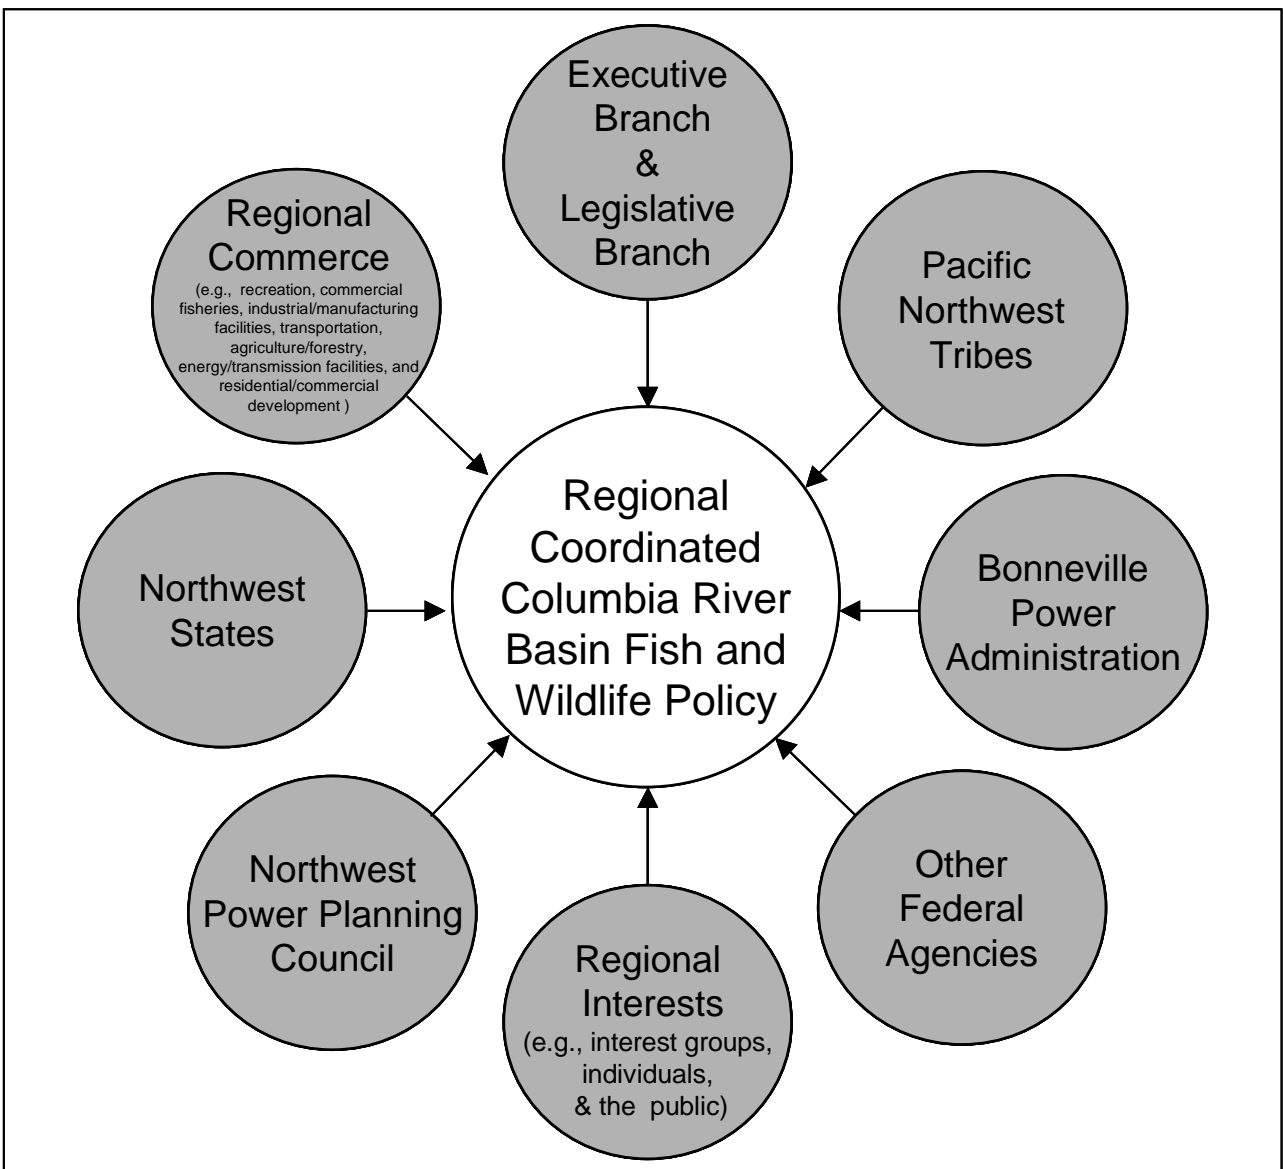 Executive
Branch
&
Legislative
Branch
Regional
Commerce
(e.g., recreation, commercial
fisheries, industrial/manufacturing
facilities, transportation,
agriculture/forestry,
energy/transmission facilities, and
residential/commercial
development )
Pacific
Northwest
Tribes
Regional
Coordinated
Columbia River
Basin Fish and
Wildlife Policy
Northwest
States
Bonneville
Power
Administration
Northwest
Power Planning
Council
Other
Federal
Agencies
Regional
Interests
(e.g., interest groups,
individuals,
& the public)